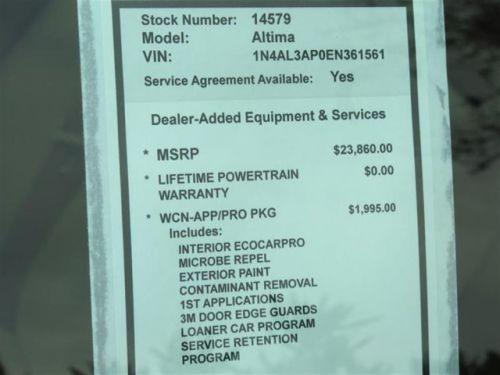 Stock Number: 14579
Model: Altima
VIN: 1N4AL3AP0EN361561
Service Agreement Available: Yes
Dealer-Added Equipment & Services
* MSRP $23,860.00
* LIFETIME POWERTRAIN $0.00
WARRANTY
* WCN-APP/PRO PKG $1,995.00
Includes:
INTERIOR ECOCARPRO
MICROBE REPEL
EXTERIOR PAINT
CONTAMINANT REMOVAL
1ST APPLICATIONS
3M DOOR EDGE GUARDS
LOANER CAR PROGRAM
SERVICE RETENTION
PROGRAM